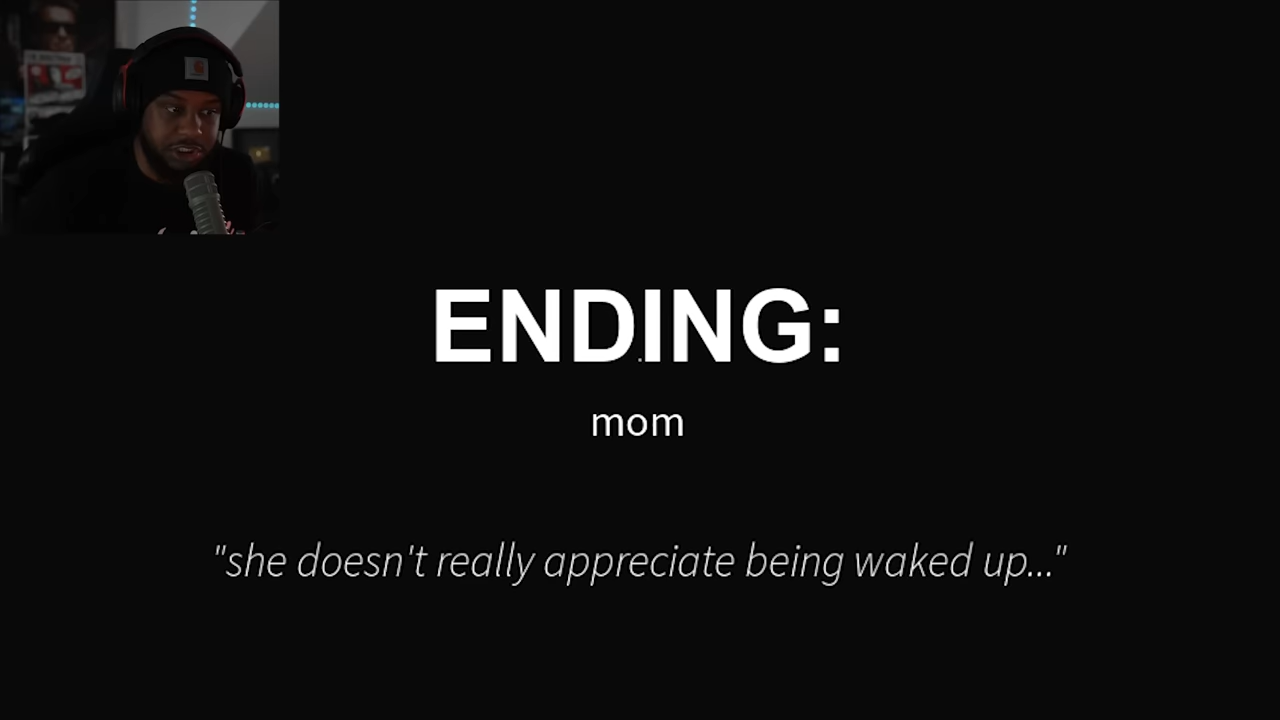 ENDING:
mom
"she doesn't really appreciate being waked up..."